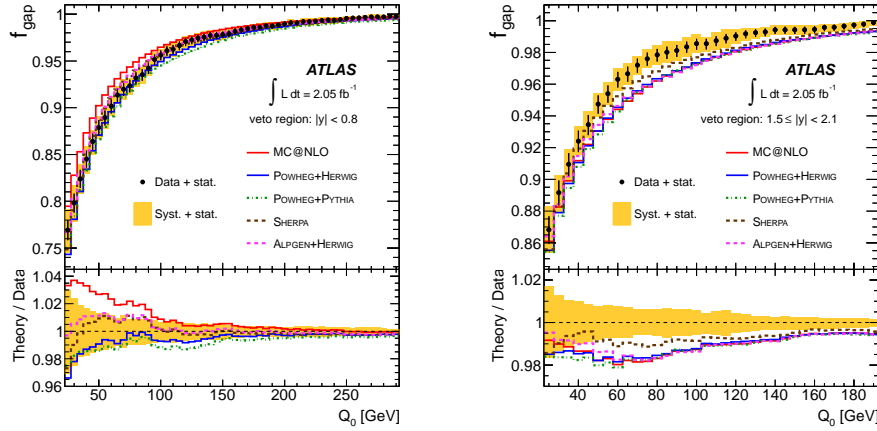 f_gap
1
0.95
0.9
0.85
0.8
0.75
ATLAS
∫ L dt = 2.05 fb⁻¹
veto region: |y| < 0.8
MC@NLO
POWHEG+HERWIG
POWHEG+PYTHIA
SHERPA
ALPGEN+HERWIG
Data + stat.
Syst. + stat.
Theory / Data
1.04
1.02
1
0.98
0.96
50 100 150 200 250
Q₀ [GeV]
f_gap
1
0.98
0.96
0.94
0.92
0.9
0.88
0.86
ATLAS
∫ L dt = 2.05 fb⁻¹
veto region: 1.5 ≤ |y| < 2.1
MC@NLO
POWHEG+HERWIG
POWHEG+PYTHIA
SHERPA
ALPGEN+HERWIG
Data + stat.
Syst. + stat.
Theory / Data
1.02
1
0.98
40 60 80 100 120 140 160 180
Q₀ [GeV]